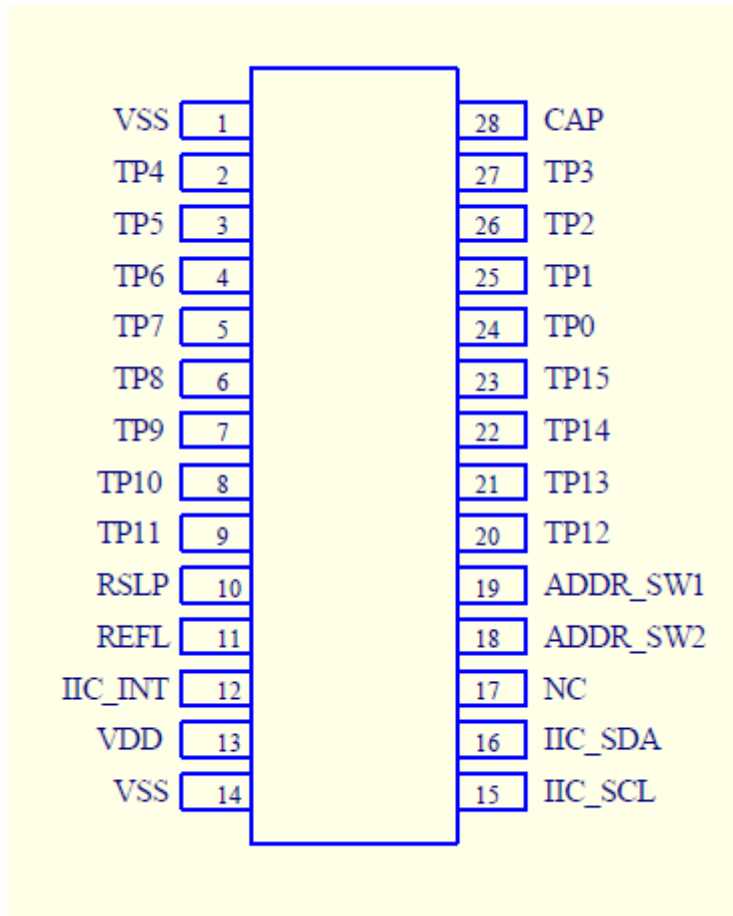 VSS 1 28 CAP
TP4 2 27 TP3
TP5 3 26 TP2
TP6 4 25 TP1
TP7 5 24 TP0
TP8 6 23 TP15
TP9 7 22 TP14
TP10 8 21 TP13
TP11 9 20 TP12
RSLP 10 19 ADDR_SW1
REFL 11 18 ADDR_SW2
IIC_INT 12 17 NC
VDD 13 16 IIC_SDA
VSS 14 15 IIC_SCL